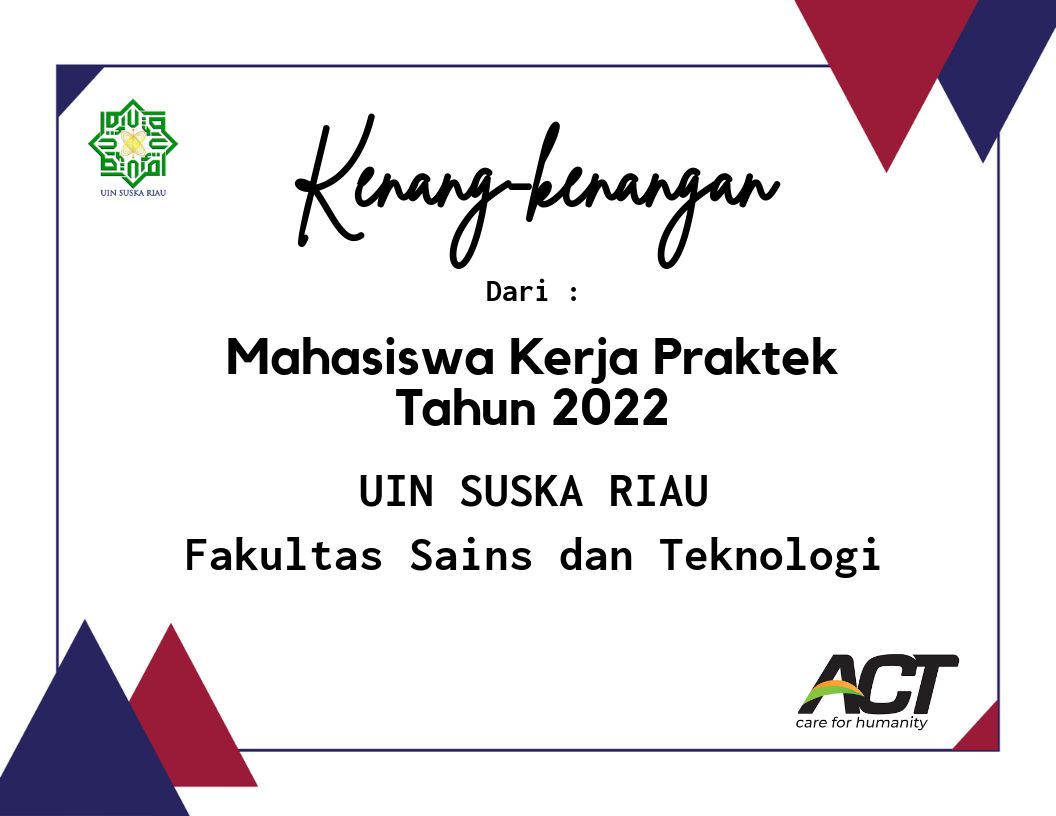 UIN SUSKA RIAU
Kenang-kenangan
Dari :
Mahasiswa Kerja Praktek
Tahun 2022
UIN SUSKA RIAU
Fakultas Sains dan Teknologi
ACT
care for humanity